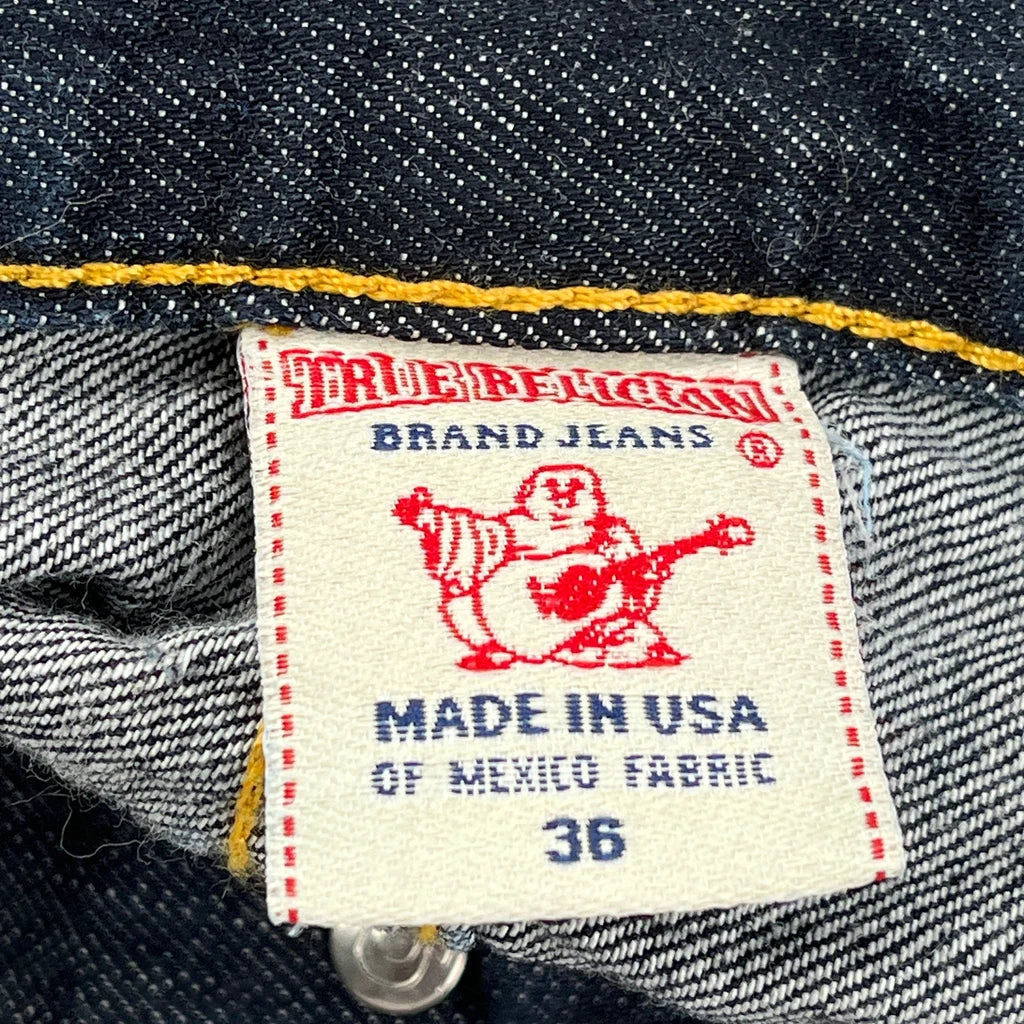 TRUE RELIGION
BRAND JEANS ®
MADE IN USA
OF MEXICO FABRIC
36